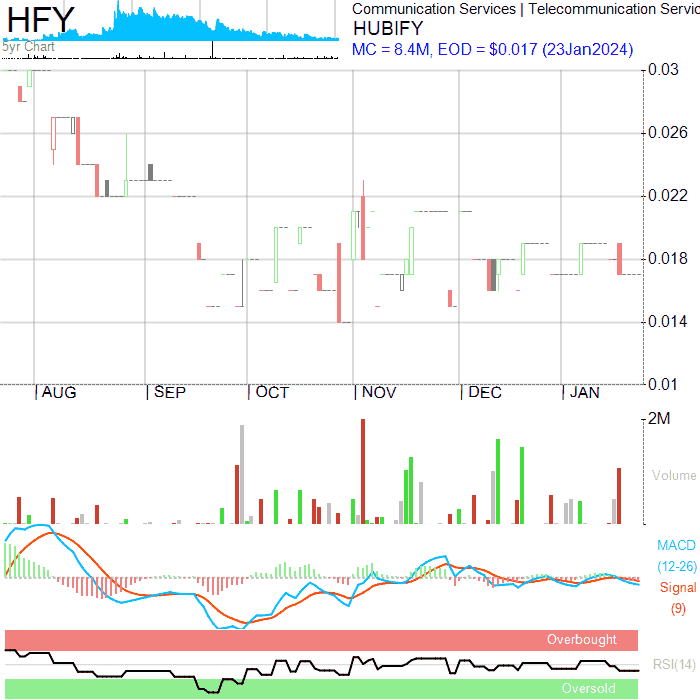 HFY
5yr Chart
Communication Services | Telecommunication Servic
HUBIFY
MC = 8.4M, EOD = $0.017 (23Jan2024)
0.03
0.026
0.022
0.018
0.014
0.01
AUG SEP OCT NOV DEC JAN
2M
Volume
MACD
(12-26)
Signal
(9)
Overbought
RSI(14)
Oversold